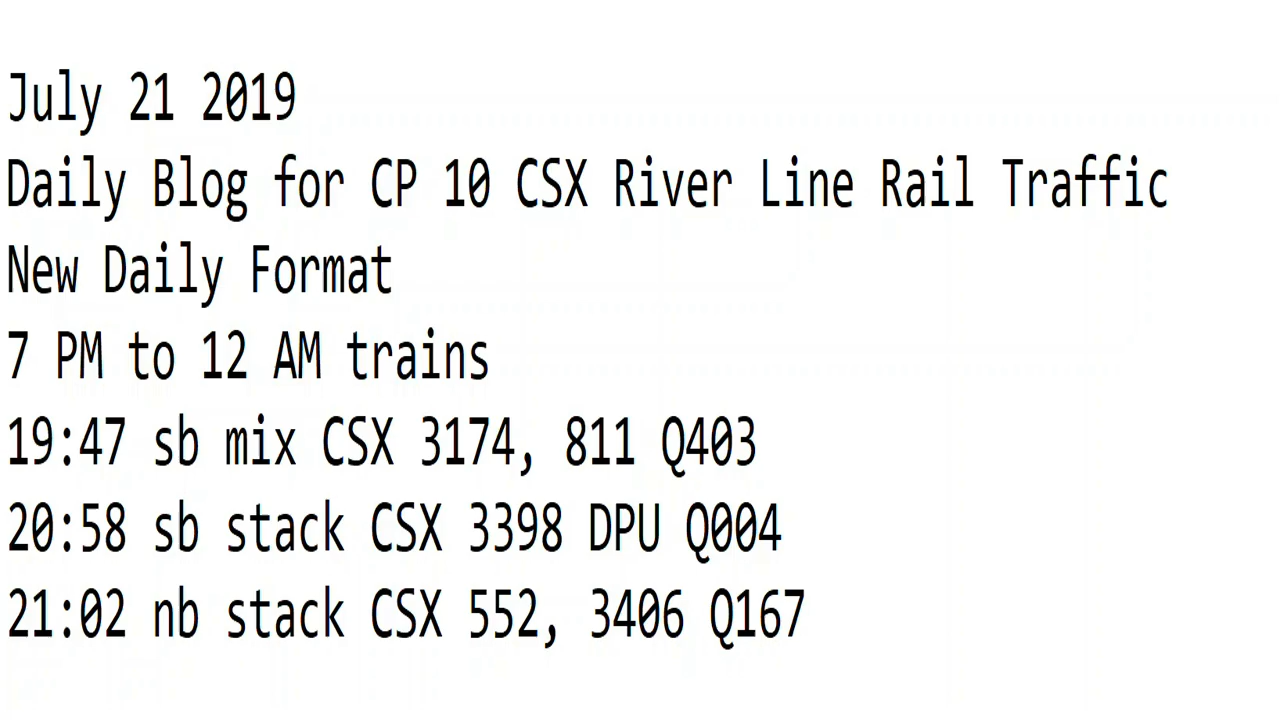 July 21 2019
Daily Blog for CP 10 CSX River Line Rail Traffic
New Daily Format
7 PM to 12 AM trains
19:47 sb mix CSX 3174, 811 Q403
20:58 sb stack CSX 3398 DPU Q004
21:02 nb stack CSX 552, 3406 Q167